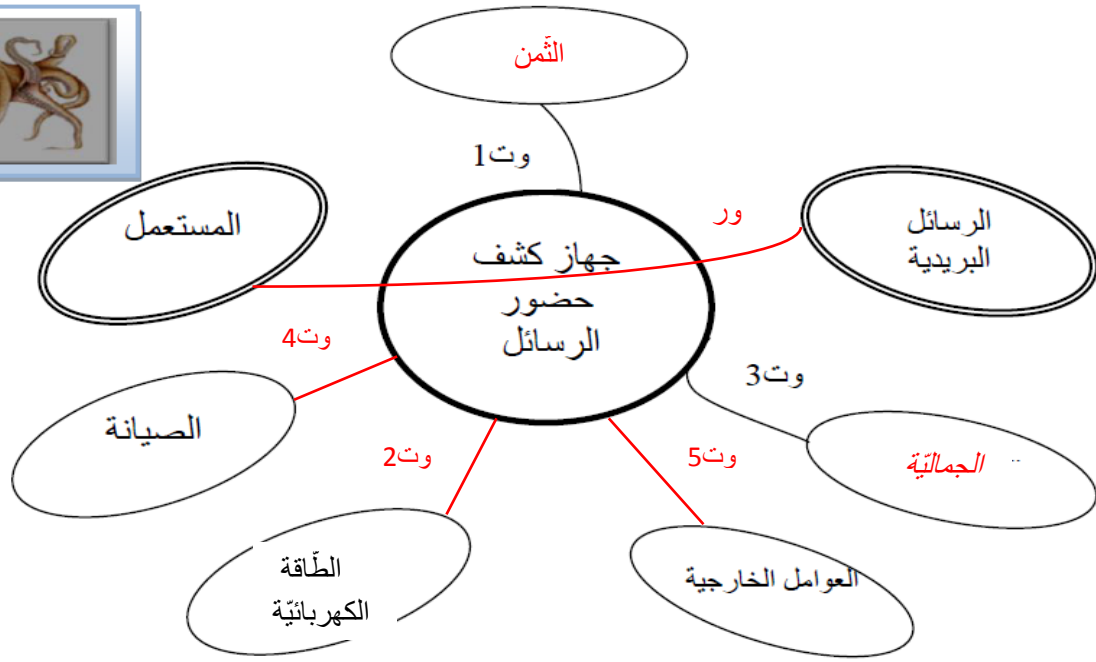 الثّمن
وت1
المستعمل
ور
الرسائل
البريدية
جهاز كشف
حضور
الرسائل
وت4
وت3
الصيانة
وت2
وت5
الجماليّة
الطّاقة
الكهربائيّة
العوامل الخارجية